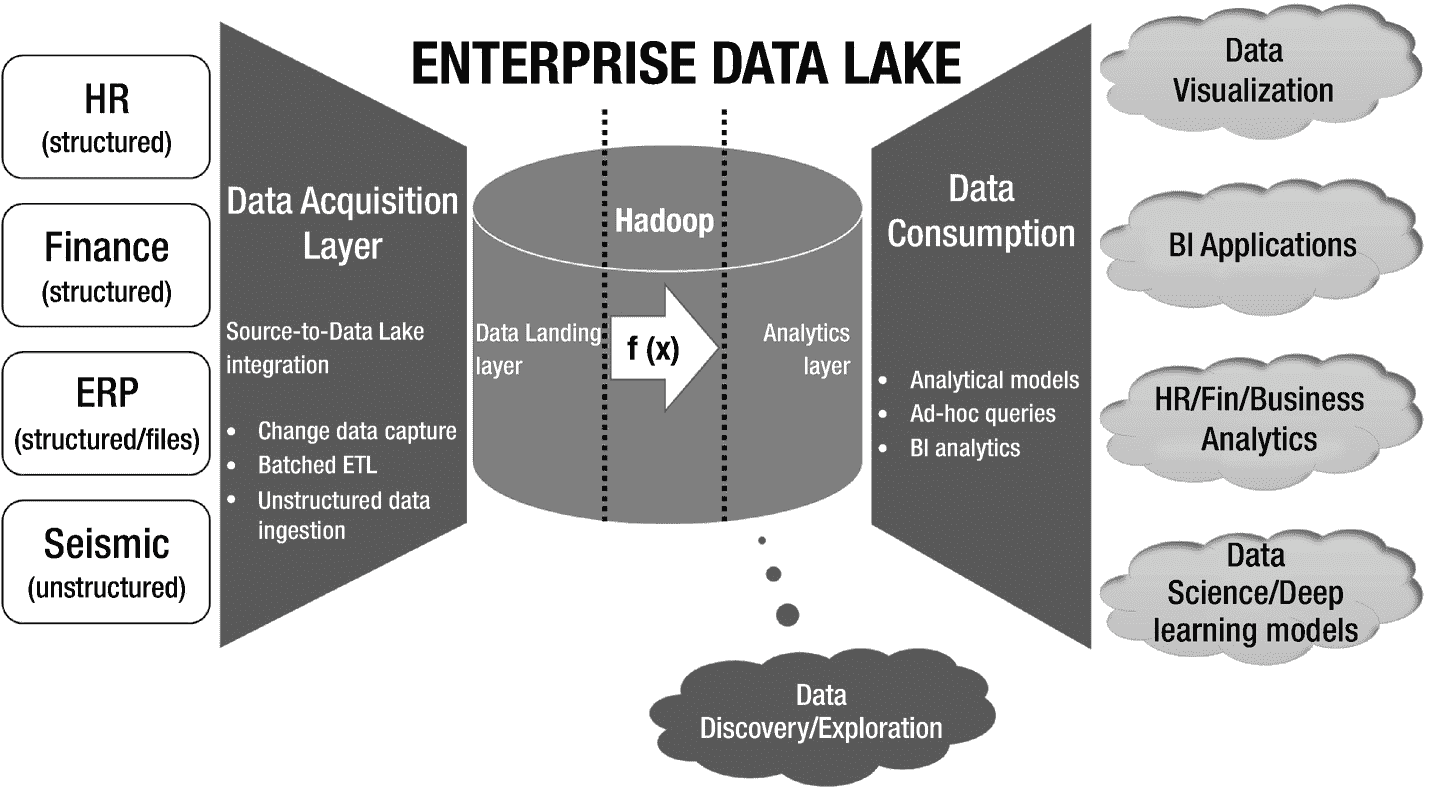 ENTERPRISE DATA LAKE
HR
(structured)
Finance
(structured)
ERP
(structured/files)
Seismic
(unstructured)
Data Acquisition
Layer
Source-to-Data Lake
integration
• Change data capture
• Batched ETL
• Unstructured data
ingestion
Hadoop
Data Landing
layer
f (x)
Analytics
layer
Data
Consumption
• Analytical models
• Ad-hoc queries
• BI analytics
Data
Visualization
BI Applications
HR/Fin/Business
Analytics
Data
Science/Deep
learning models
Data
Discovery/Exploration